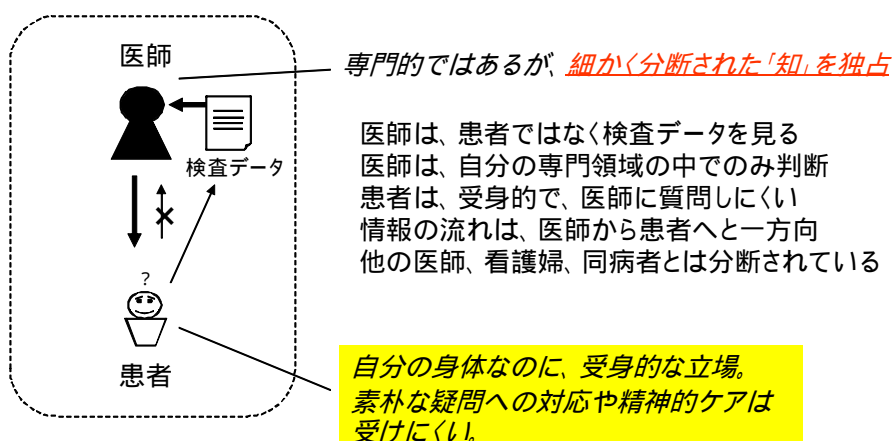 医師
専門的ではあるが、細かく分断された「知」を独占
検査データ
医師は、患者ではなく検査データを見る
医師は、自分の専門領域の中でのみ判断
患者は、受身的で、医師に質問しにくい
情報の流れは、医師から患者へと一方向
他の医師、看護婦、同病者とは分断されている
?
患者
自分の身体なのに、受身的な立場。
素朴な疑問への対応や精神的ケアは
受けにくい。